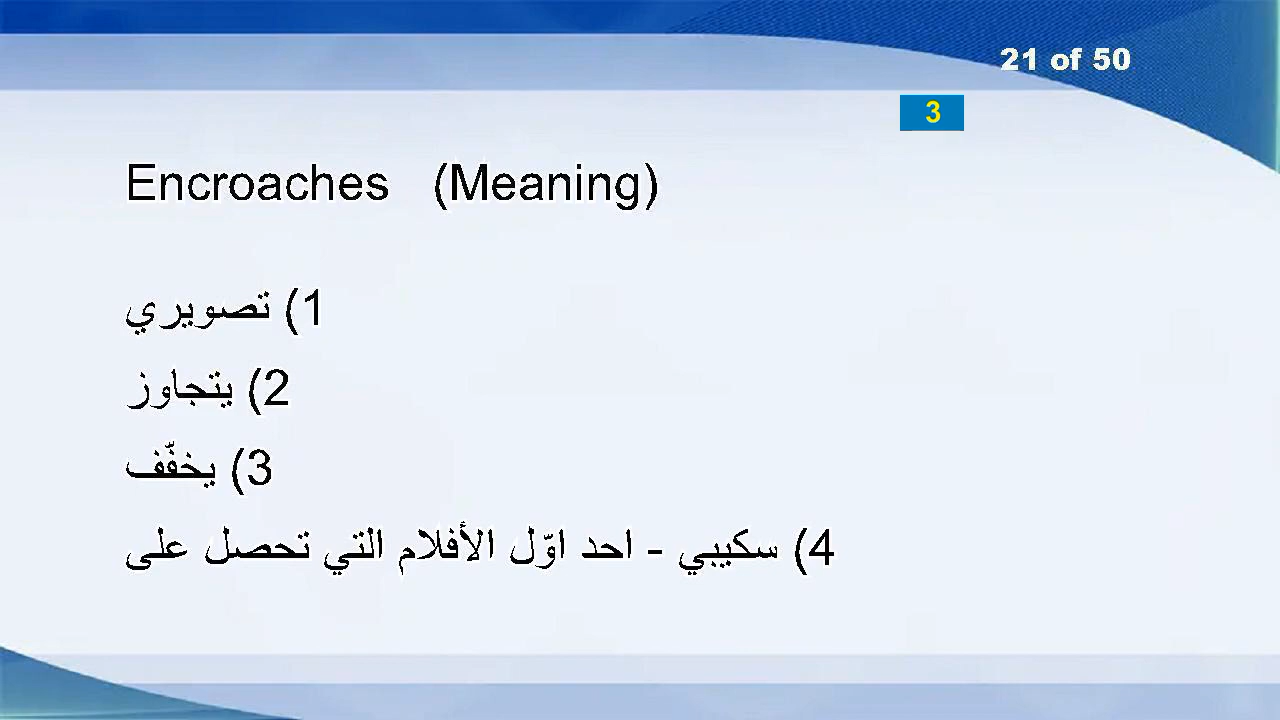 21 of 50
3
Encroaches (Meaning)
1) تصويري
2) يتجاوز
3) يخفّف
4) سكيبي - احد اوّل الأفلام التي تحصل على